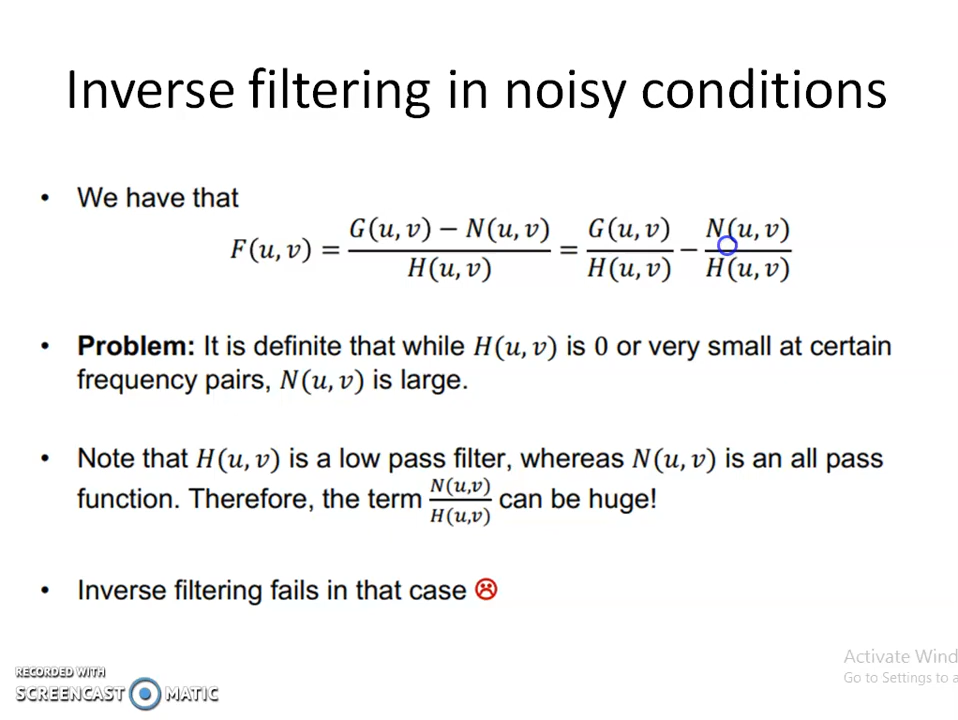 Inverse filtering in noisy conditions
• We have that
F(u, v) = G(u, v) − N(u, v) / H(u, v) = G(u, v) / H(u, v) − N(u, v) / H(u, v)
• Problem: It is definite that while H(u, v) is 0 or very small at certain
frequency pairs, N(u, v) is large.
• Note that H(u, v) is a low pass filter, whereas N(u, v) is an all pass
function. Therefore, the term N(u,v) / H(u,v) can be huge!
• Inverse filtering fails in that case ☹
RECORDED WITH
SCREENCAST MATIC
Activate Wind
Go to Settings to a